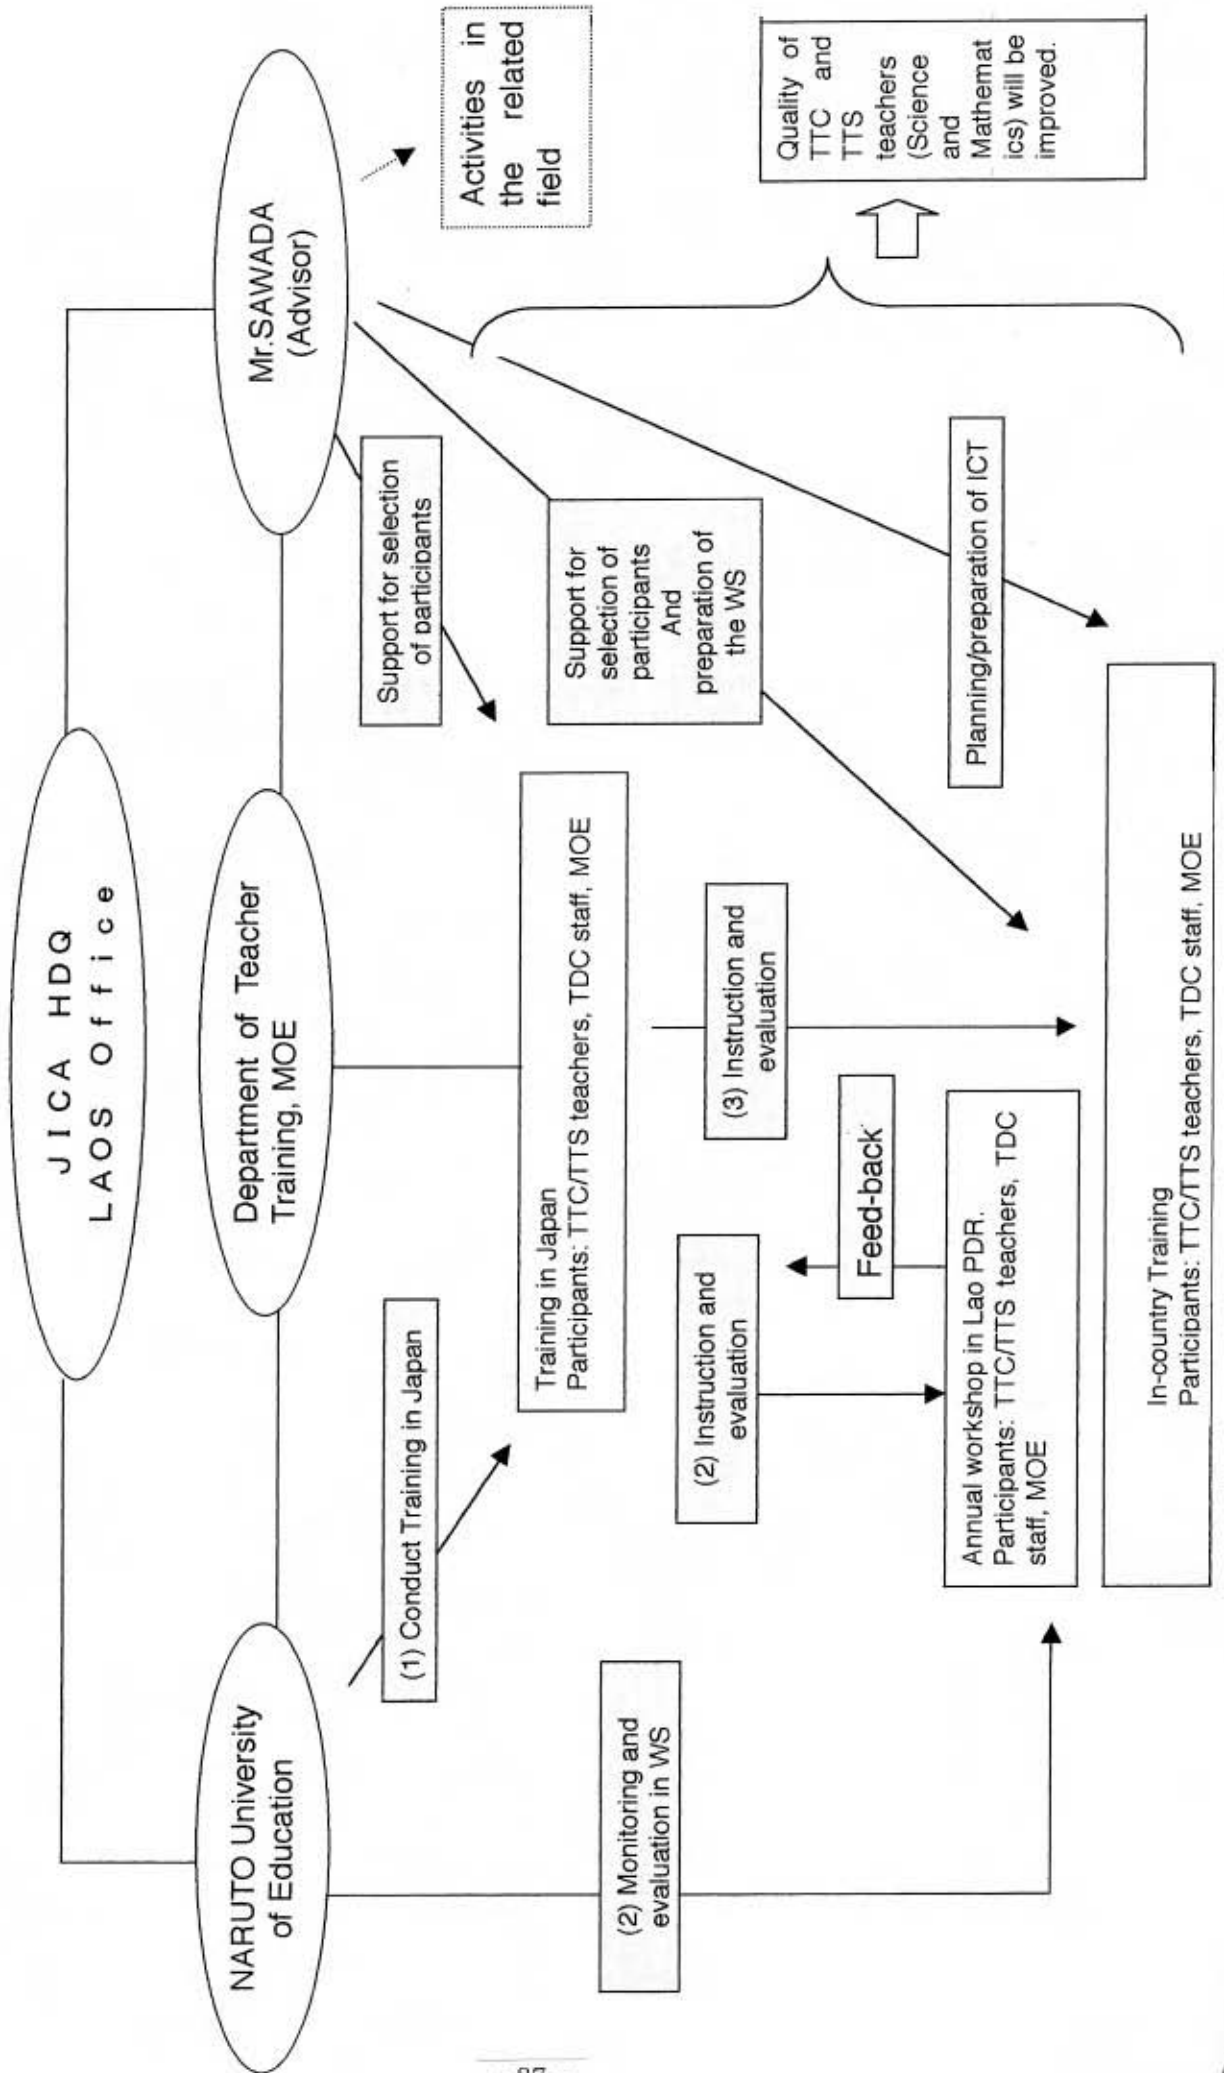 JICA HDQ
LAOS Office
NARUTO University
of Education
Department of Teacher
Training, MOE
Mr.SAWADA
(Advisor)
(1) Conduct Training in Japan
Support for selection
of participants
Activities in
the related
field
Training in Japan
Participants: TTC/TTS teachers, TDC staff, MOE
Support for
selection of
participants
And
preparation of
the WS
(2) Monitoring and
evaluation in WS
(2) Instruction and
evaluation
(3) Instruction and
evaluation
Feed-back
Quality of
TTC and
TTS
teachers
(Science
and
Mathemat
ics) will be
improved.
Annual workshop in Lao PDR.
Participants: TTC/TTS teachers, TDC
staff, MOE
Planning/preparation of ICT
In-country Training
Participants: TTC/TTS teachers, TDC staff, MOE